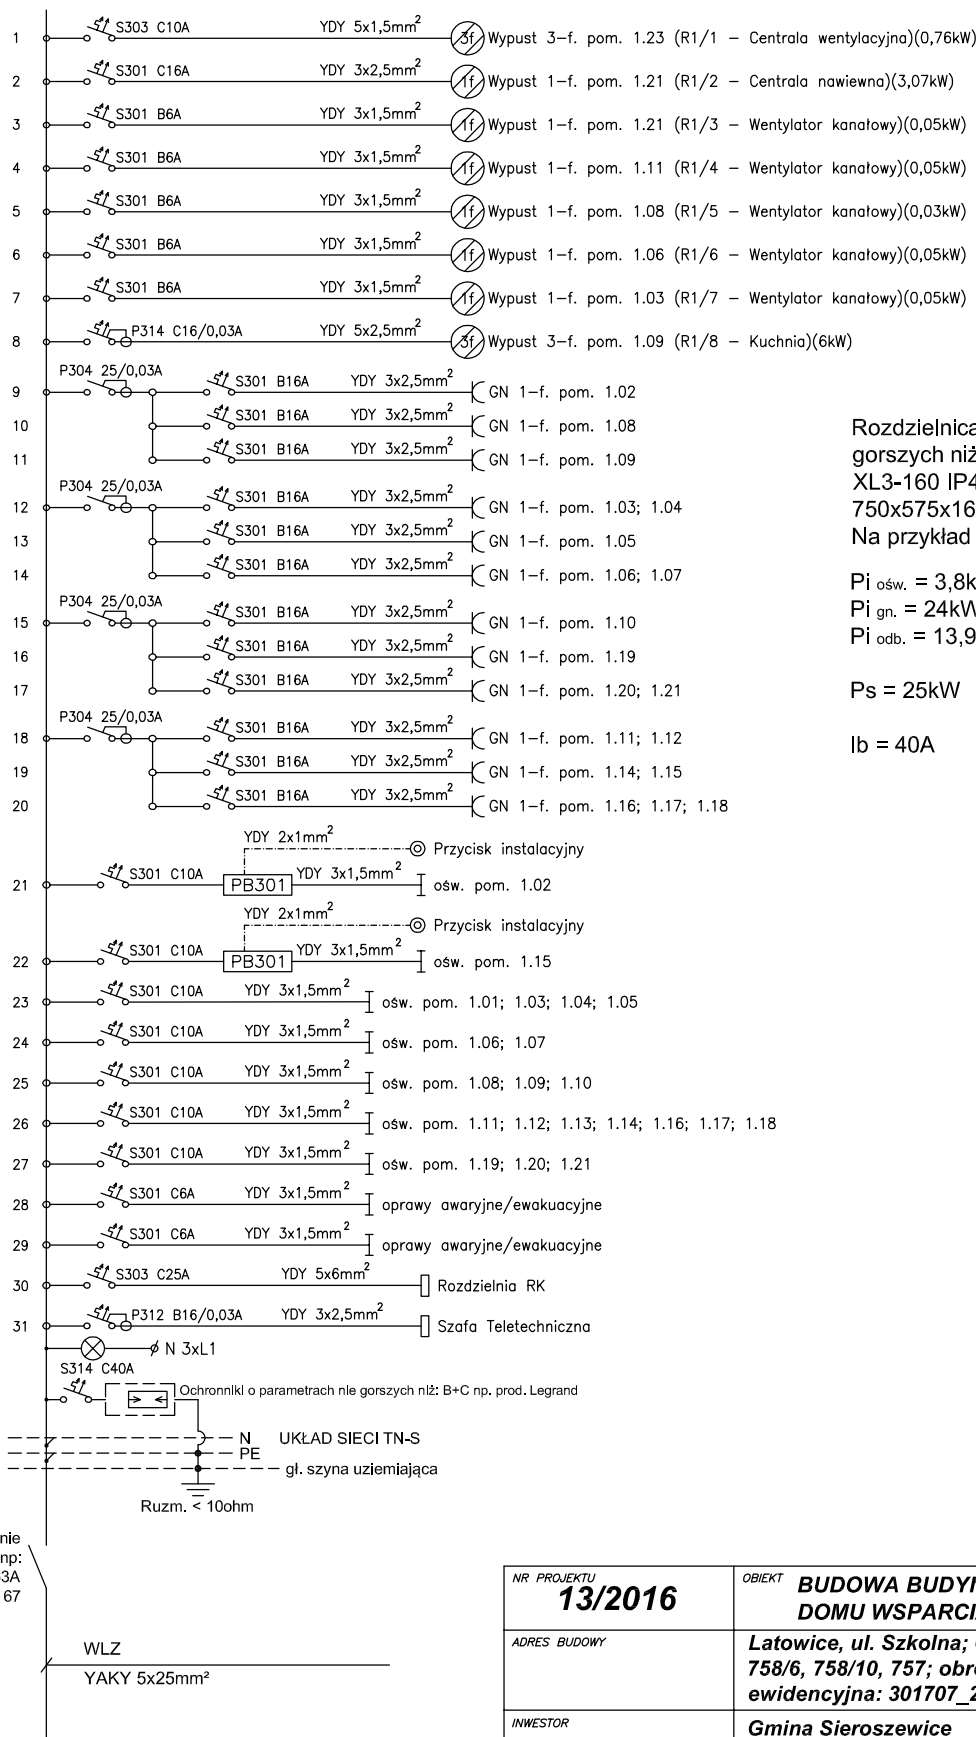 1 S303 C10A YDY 5x1,5mm² 3f Wypust 3-f. pom. 1.23 (R1/1 - Centrala wentylacyjna)(0,76kW)
2 S301 C16A YDY 3x2,5mm² 1f Wypust 1-f. pom. 1.21 (R1/2 - Centrala nawiewna)(3,07kW)
3 S301 B6A YDY 3x1,5mm² 1f Wypust 1-f. pom. 1.21 (R1/3 - Wentylator kanałowy)(0,05kW)
4 S301 B6A YDY 3x1,5mm² 1f Wypust 1-f. pom. 1.11 (R1/4 - Wentylator kanałowy)(0,05kW)
5 S301 B6A YDY 3x1,5mm² 1f Wypust 1-f. pom. 1.08 (R1/5 - Wentylator kanałowy)(0,03kW)
6 S301 B6A YDY 3x1,5mm² 1f Wypust 1-f. pom. 1.06 (R1/6 - Wentylator kanałowy)(0,05kW)
7 S301 B6A YDY 3x1,5mm² 1f Wypust 1-f. pom. 1.03 (R1/7 - Wentylator kanałowy)(0,05kW)
8 P314 C16/0,03A YDY 5x2,5mm² 3f Wypust 3-f. pom. 1.09 (R1/8 - Kuchnia)(6kW)
P304 25/0,03A
9 S301 B16A YDY 3x2,5mm² GN 1-f. pom. 1.02
10 S301 B16A YDY 3x2,5mm² GN 1-f. pom. 1.08
11 S301 B16A YDY 3x2,5mm² GN 1-f. pom. 1.09
P304 25/0,03A
12 S301 B16A YDY 3x2,5mm² GN 1-f. pom. 1.03; 1.04
13 S301 B16A YDY 3x2,5mm² GN 1-f. pom. 1.05
14 S301 B16A YDY 3x2,5mm² GN 1-f. pom. 1.06; 1.07
P304 25/0,03A
15 S301 B16A YDY 3x2,5mm² GN 1-f. pom. 1.10
16 S301 B16A YDY 3x2,5mm² GN 1-f. pom. 1.19
17 S301 B16A YDY 3x2,5mm² GN 1-f. pom. 1.20; 1.21
P304 25/0,03A
18 S301 B16A YDY 3x2,5mm² GN 1-f. pom. 1.11; 1.12
19 S301 B16A YDY 3x2,5mm² GN 1-f. pom. 1.14; 1.15
20 S301 B16A YDY 3x2,5mm² GN 1-f. pom. 1.16; 1.17; 1.18
Rozdzielnica
gorszych niż
XL3-160 IP4
750x575x16
Na przykład
Pi ośw. = 3,8k
Pi gn. = 24kW
Pi odb. = 13,9
Ps = 25kW
Ib = 40A
YDY 2x1mm² Przycisk instalacyjny
21 S301 C10A PB301 YDY 3x1,5mm² ośw. pom. 1.02
YDY 2x1mm² Przycisk instalacyjny
22 S301 C10A PB301 YDY 3x1,5mm² ośw. pom. 1.15
23 S301 C10A YDY 3x1,5mm² ośw. pom. 1.01; 1.03; 1.04; 1.05
24 S301 C10A YDY 3x1,5mm² ośw. pom. 1.06; 1.07
25 S301 C10A YDY 3x1,5mm² ośw. pom. 1.08; 1.09; 1.10
26 S301 C10A YDY 3x1,5mm² ośw. pom. 1.11; 1.12; 1.13; 1.14; 1.16; 1.17; 1.18
27 S301 C10A YDY 3x1,5mm² ośw. pom. 1.19; 1.20; 1.21
28 S301 C6A YDY 3x1,5mm² oprawy awaryjne/ewakuacyjne
29 S301 C6A YDY 3x1,5mm² oprawy awaryjne/ewakuacyjne
30 S303 C25A YDY 5x6mm² Rozdzielnia RK
31 P312 B16/0,03A YDY 3x2,5mm² Szafa Teletechniczna
N 3xL1
S314 C40A
Ochronniki o parametrach nie gorszych niż: B+C np. prod. Legrand
N UKŁAD SIECI TN-S
PE
gł. szyna uziemiająca
Ruzm. < 10ohm
nie
np:
3A
67
WLZ
YAKY 5x25mm²
NR PROJEKTU
13/2016
OBIEKT BUDOWA BUDY
DOMU WSPARCI
ADRES BUDOWY
Latowice, ul. Szkolna;
758/6, 758/10, 757; obr
ewidencyjna: 301707_2
INWESTOR
Gmina Sieroszewice